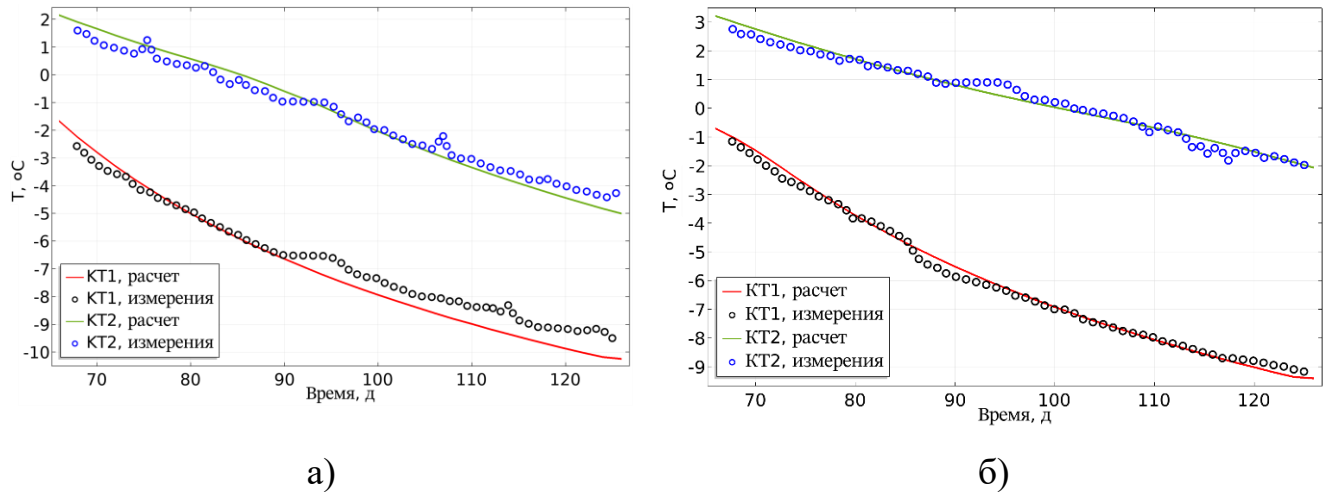 2
1
0
-1
-2
-3
-4
-5
-6
-7
-8
-9
-10
T, oC
КТ1, расчет
КТ1, измерения
КТ2, расчет
КТ2, измерения
70 80 90 100 110 120
Время, д
а)
3
2
1
0
-1
-2
-3
-4
-5
-6
-7
-8
-9
T, oC
КТ1, расчет
КТ1, измерения
КТ2, расчет
КТ2, измерения
70 80 90 100 110 120
Время, д
б)